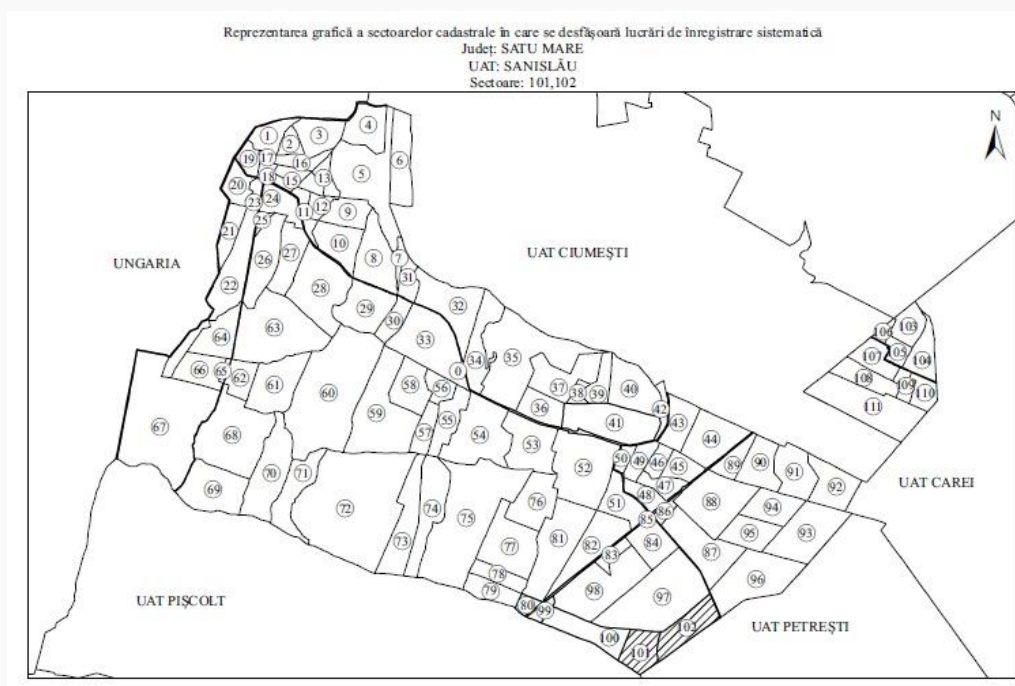 Reprezentarea grafică a sectoarelor cadastrale în care se desfășoară lucrări de înregistrare sistematică
Județ: SATU MARE
UAT: SANISLĂU
Sectoare: 101,102
N
4
1 2 3
19 17 16 6
18 15 13 5
20 24
23 11 12 9
25
21 10
UNGARIA 26 27 8 7 UAT CIUMEȘTI
31
22 28
29 32
30
64 63 33 106 103
34 35 107 105 104
66 65 62 61 0 108 109 110
60 58 56 37 38 39 40 111
59 36 42
57 55 41 43
67 68 54 53 44
50 49 46 45 89 90 91
52 47 UAT CAREI
69 70 71 48 92
72 74 75 76 51 86 88 94
85 95 93
73 77 81 82 83 84 87
78 96
79 98 97
UAT PIȘCOLT 80 99
102 UAT PETREȘTI
100
101